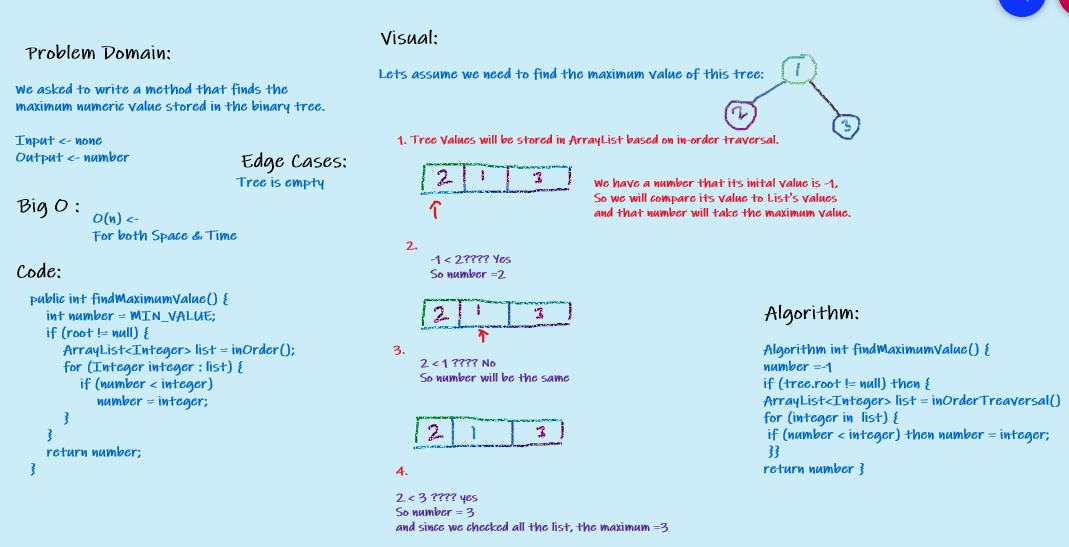 Problem Domain:
We asked to write a method that finds the
maximum numeric value stored in the binary tree.
Input <- none
Output <- number
Edge Cases:
Tree is empty
Big O :
O(n) <-
For both Space & Time
Code:
public int findMaximumValue() {
int number = MIN_VALUE;
if (root != null) {
ArrayList<Integer> list = inOrder();
for (Integer integer : list) {
if (number < integer)
number = integer;
}
}
return number;
}
Visual:
Lets assume we need to find the maximum value of this tree:
1
2
3
1. Tree Values will be stored in ArrayList based on in-order traversal.
2 1 3
We have a number that its inital value is -1,
So we will compare its value to List's values
and that number will take the maximum value.
2.
-1 < 2???? Yes
So number =2
2 1 3
3.
2 < 1 ???? No
So number will be the same
2 1 3
4.
2 < 3 ???? yes
So number = 3
and since we checked all the list, the maximum =3
Algorithm:
Algorithm int findMaximumValue() {
number =-1
if (tree.root != null) then {
ArrayList<Integer> list = inOrderTreaversal()
for (integer in list) {
if (number < integer) then number = integer;
}}
return number }